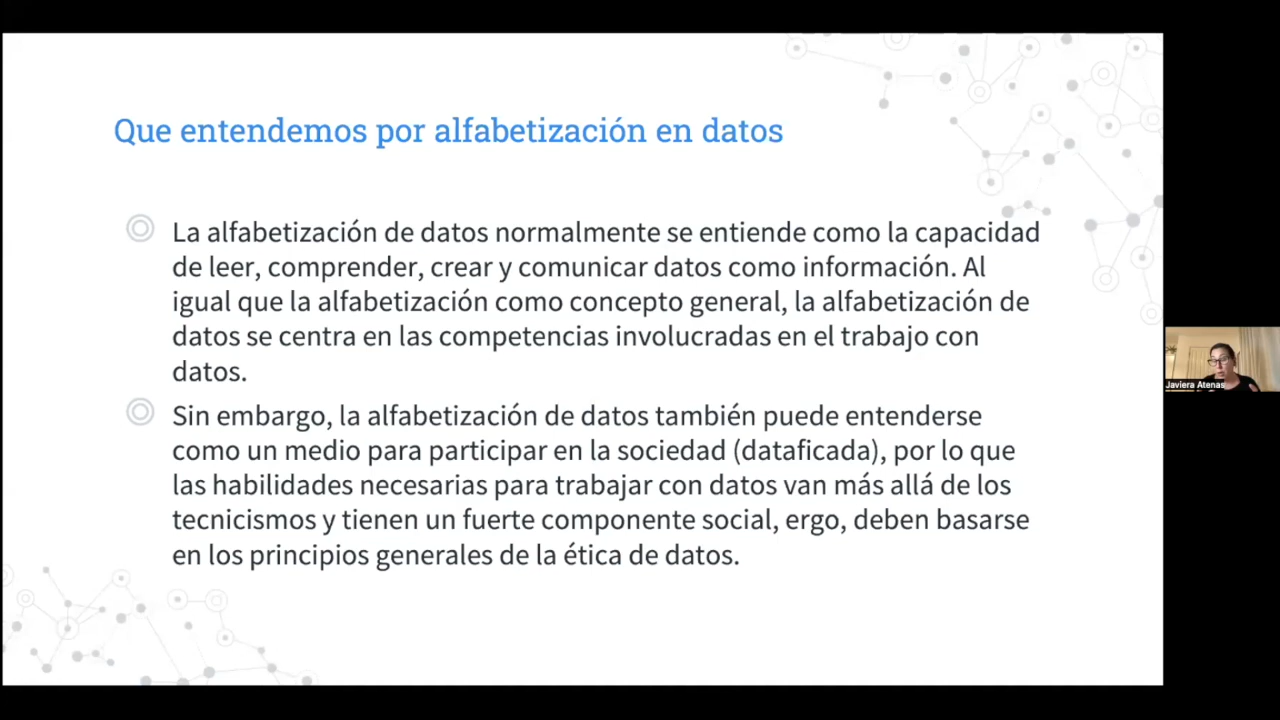 Que entendemos por alfabetización en datos
La alfabetización de datos normalmente se entiende como la capacidad
de leer, comprender, crear y comunicar datos como información. Al
igual que la alfabetización como concepto general, la alfabetización de
datos se centra en las competencias involucradas en el trabajo con
datos.
Sin embargo, la alfabetización de datos también puede entenderse
como un medio para participar en la sociedad (dataficada), por lo que
las habilidades necesarias para trabajar con datos van más allá de los
tecnicismos y tienen un fuerte componente social, ergo, deben basarse
en los principios generales de la ética de datos.
Javiera Atenas